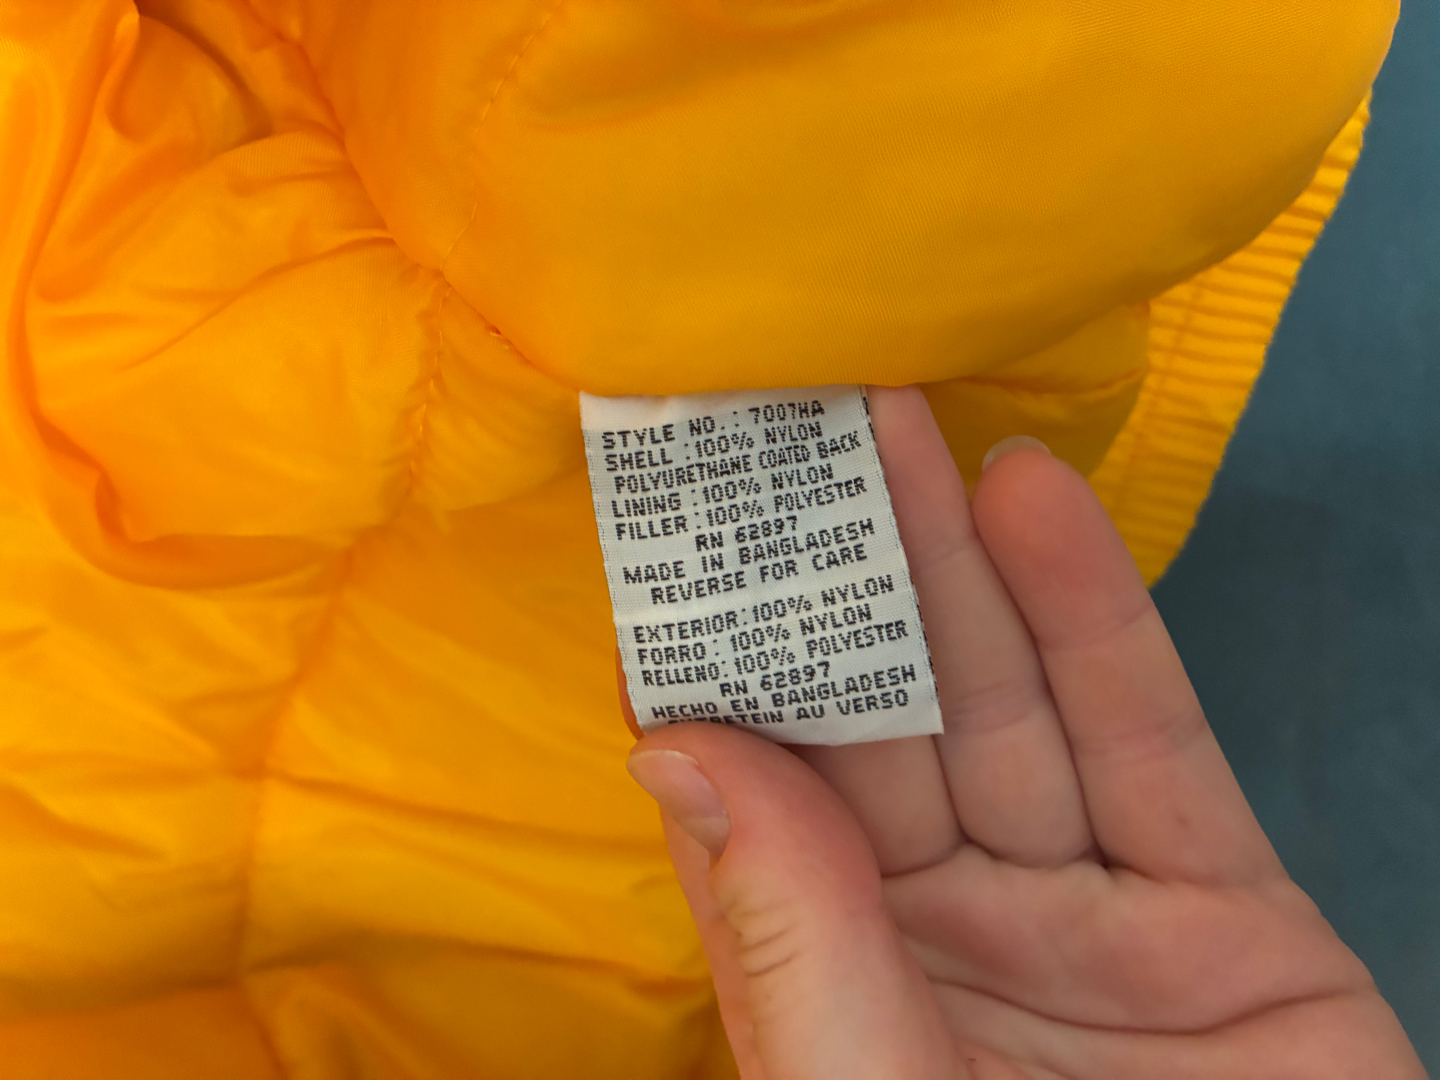 STYLE NO.: 7007HA
SHELL :100% NYLON
POLYURETHANE COATED BACK
LINING :100% NYLON
FILLER :100% POLYESTER
RN 62897
MADE IN BANGLADESH
REVERSE FOR CARE
EXTERIOR:100% NYLON
FORRO: 100% NYLON
RELLENO: 100% POLYESTER
RN 62897
HECHO EN BANGLADESH
AU VERSO